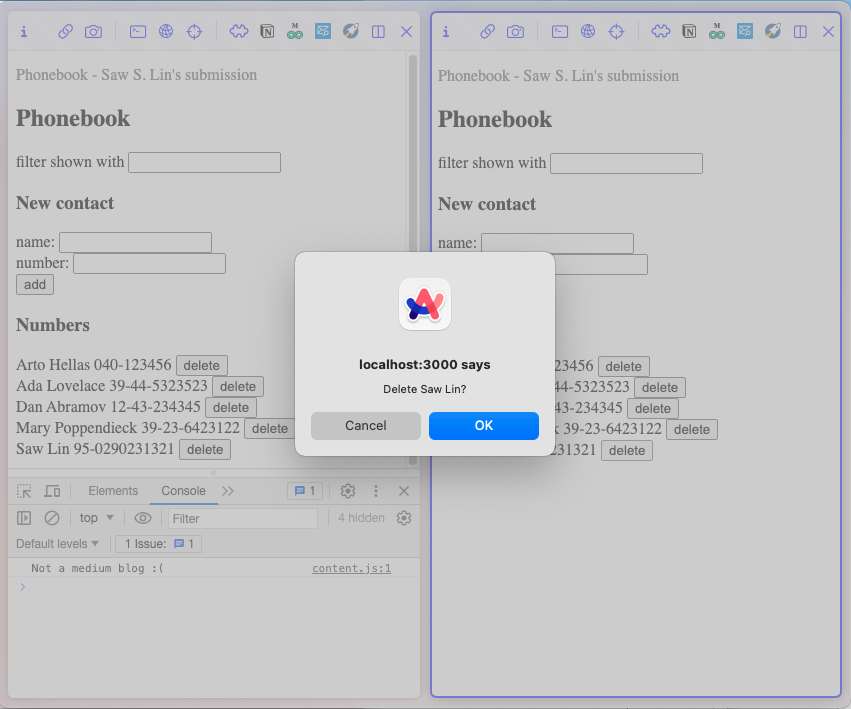 Phonebook - Saw S. Lin's submission
Phonebook
filter shown with
New contact
name:
number:
add
Numbers
Arto Hellas 040-123456 delete
Ada Lovelace 39-44-5323523 delete
Dan Abramov 12-43-234345 delete
Mary Poppendieck 39-23-6423122 delete
Saw Lin 95-0290231321 delete
Elements Console 1
top Filter 4 hidden
Default levels 1 Issue: 1
Not a medium blog :( content.js:1
M
Phonebook - Saw S. Lin's submission
Phonebook
filter shown with
New contact
name:
23456 delete
44-5323523 delete
43-234345 delete
k 39-23-6423122 delete
231321 delete
M
localhost:3000 says
Delete Saw Lin?
Cancel OK